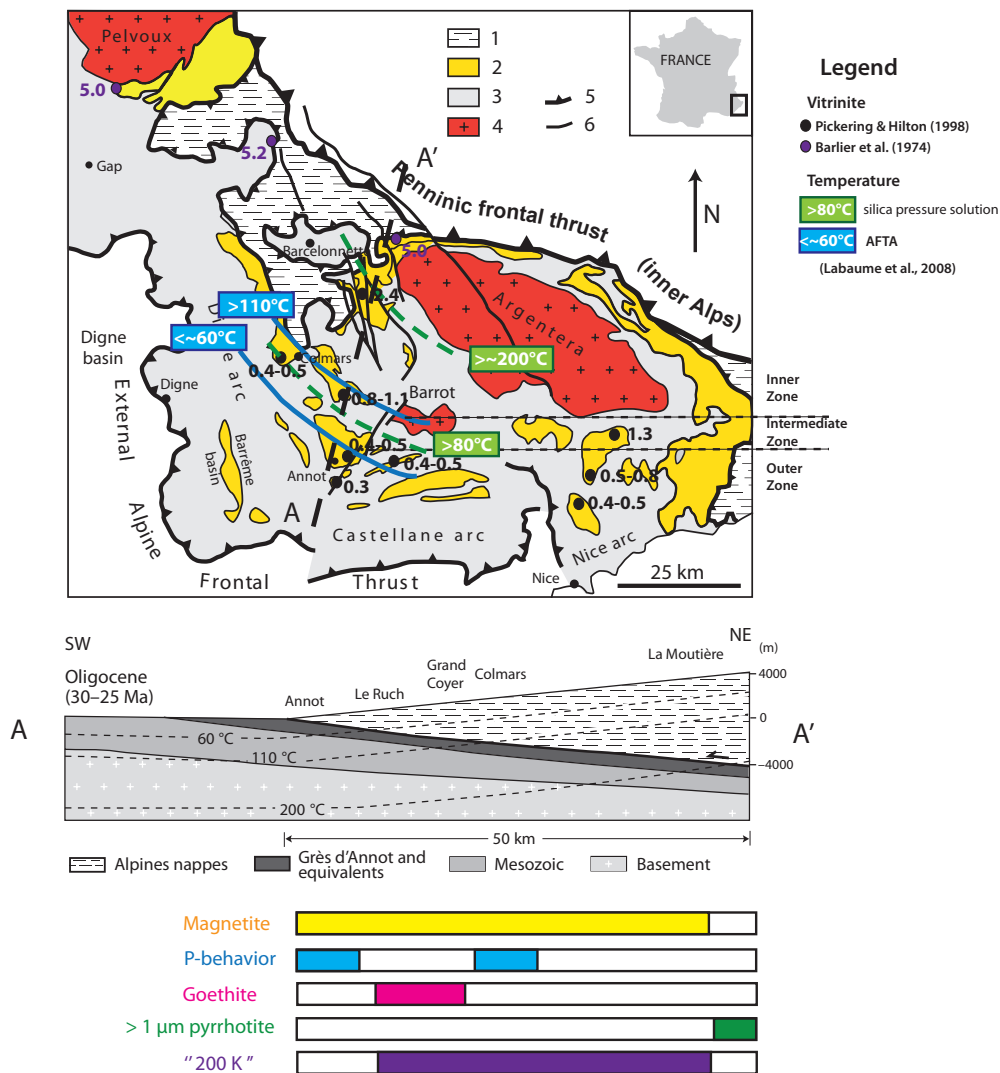 Pelvoux
5.0
5.2
Gap
1
2
3
4
5
6
FRANCE
N
A'
Penninic frontal thrust
(inner Alps)
Barcelonnette
5.0
2.4
Argentera
>110°C
<~60°C
Digne arc
Digne
basin
Digne
Colmars
0.4-0.5
>~200°C
0.8-1.1
Barrot
>80°C
0.4-0.5
0.4-0.5
Annot
0.3
A
Barrême
basin
External
Alpine
Frontal
Thrust
Castellane arc
1.3
0.5-0.8
0.4-0.5
Nice arc
Nice
25 km
Inner
Zone
Intermediate
Zone
Outer
Zone
Legend
Vitrinite
Pickering & Hilton (1998)
Barlier et al. (1974)
Temperature
>80°C silica pressure solution
<~60°C AFTA
(Labaume et al., 2008)
SW
NE
(m)
Oligocene
(30–25 Ma)
Annot
Le Ruch
Grand
Coyer
Colmars
La Moutière
4000
0
–4000
A
A'
60 °C
110 °C
200 °C
50 km
Alpines nappes
Grès d'Annot and
equivalents
Mesozoic
Basement
Magnetite
P-behavior
Goethite
> 1 µm pyrrhotite
"200 K"